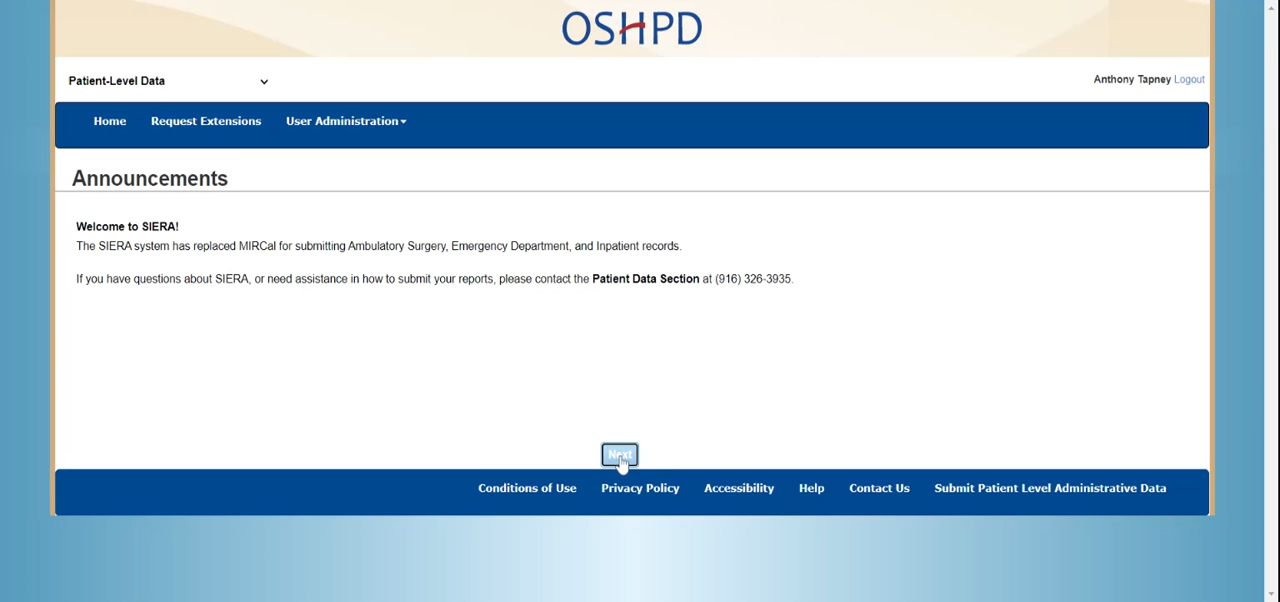 OSHPD
Patient-Level Data
Anthony Tapney Logout
Home Request Extensions User Administration
Announcements
Welcome to SIERA!
The SIERA system has replaced MIRCal for submitting Ambulatory Surgery, Emergency Department, and Inpatient records.
If you have questions about SIERA, or need assistance in how to submit your reports, please contact the Patient Data Section at (916) 326-3935.
Next
Conditions of Use Privacy Policy Accessibility Help Contact Us Submit Patient Level Administrative Data